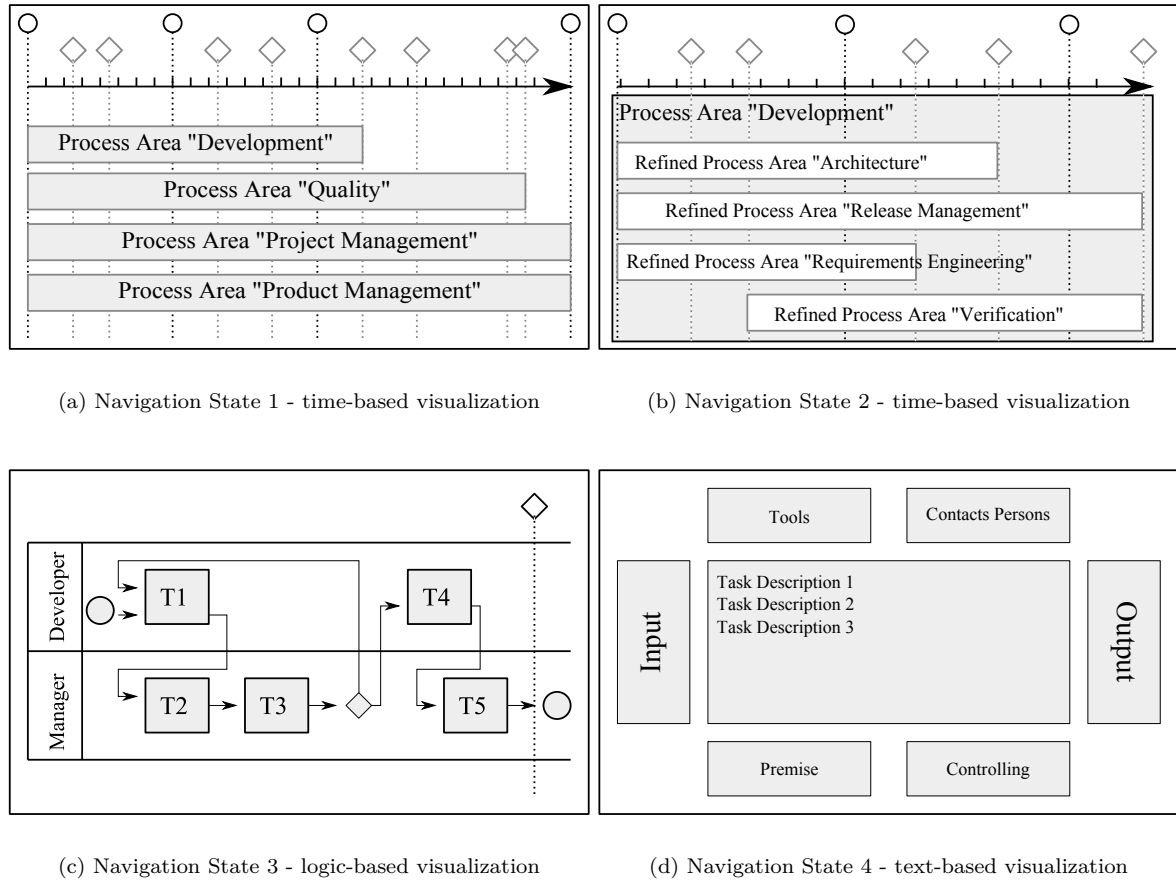 Process Area "Development"
Process Area "Quality"
Process Area "Project Management"
Process Area "Product Management"
(a) Navigation State 1 - time-based visualization
Process Area "Development"
Refined Process Area "Architecture"
Refined Process Area "Release Management"
Refined Process Area "Requirements Engineering"
Refined Process Area "Verification"
(b) Navigation State 2 - time-based visualization
Developer
T1
T4
Manager
T2
T3
T5
(c) Navigation State 3 - logic-based visualization
Tools
Contacts Persons
Input
Task Description 1
Task Description 2
Task Description 3
Output
Premise
Controlling
(d) Navigation State 4 - text-based visualization